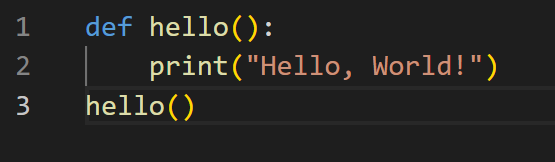 1 def hello():
2     print("Hello, World!")
3 hello()